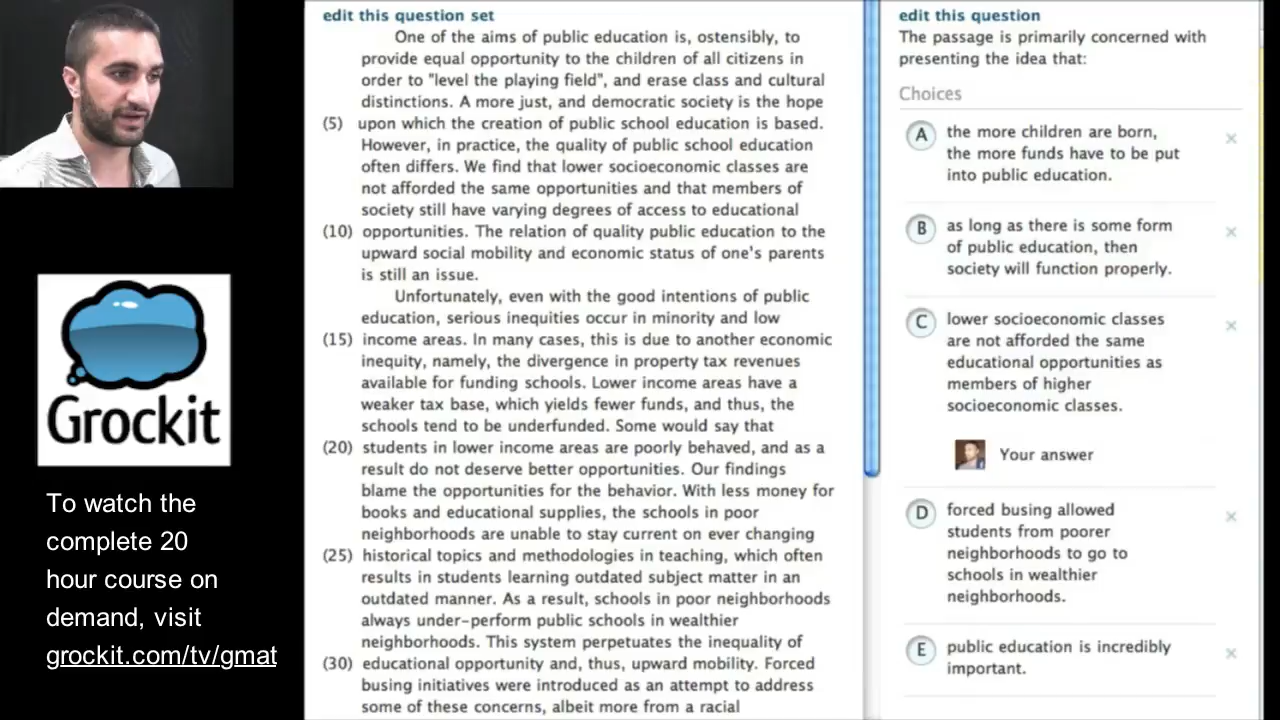 edit this question set
One of the aims of public education is, ostensibly, to
provide equal opportunity to the children of all citizens in
order to "level the playing field", and erase class and cultural
distinctions. A more just, and democratic society is the hope
(5) upon which the creation of public school education is based.
However, in practice, the quality of public school education
often differs. We find that lower socioeconomic classes are
not afforded the same opportunities and that members of
society still have varying degrees of access to educational
(10) opportunities. The relation of quality public education to the
upward social mobility and economic status of one's parents
is still an issue.
Unfortunately, even with the good intentions of public
education, serious inequities occur in minority and low
(15) income areas. In many cases, this is due to another economic
inequity, namely, the divergence in property tax revenues
available for funding schools. Lower income areas have a
weaker tax base, which yields fewer funds, and thus, the
schools tend to be underfunded. Some would say that
(20) students in lower income areas are poorly behaved, and as a
result do not deserve better opportunities. Our findings
blame the opportunities for the behavior. With less money for
books and educational supplies, the schools in poor
neighborhoods are unable to stay current on ever changing
(25) historical topics and methodologies in teaching, which often
results in students learning outdated subject matter in an
outdated manner. As a result, schools in poor neighborhoods
always under-perform public schools in wealthier
neighborhoods. This system perpetuates the inequality of
(30) educational opportunity and, thus, upward mobility. Forced
busing initiatives were introduced as an attempt to address
some of these concerns, albeit more from a racial
edit this question
The passage is primarily concerned with
presenting the idea that:
Choices
A the more children are born,
the more funds have to be put
into public education.
B as long as there is some form
of public education, then
society will function properly.
C lower socioeconomic classes
are not afforded the same
educational opportunities as
members of higher
socioeconomic classes.
Your answer
D forced busing allowed
students from poorer
neighborhoods to go to
schools in wealthier
neighborhoods.
E public education is incredibly
important.
Grockit
To watch the
complete 20
hour course on
demand, visit
grockit.com/tv/gmat